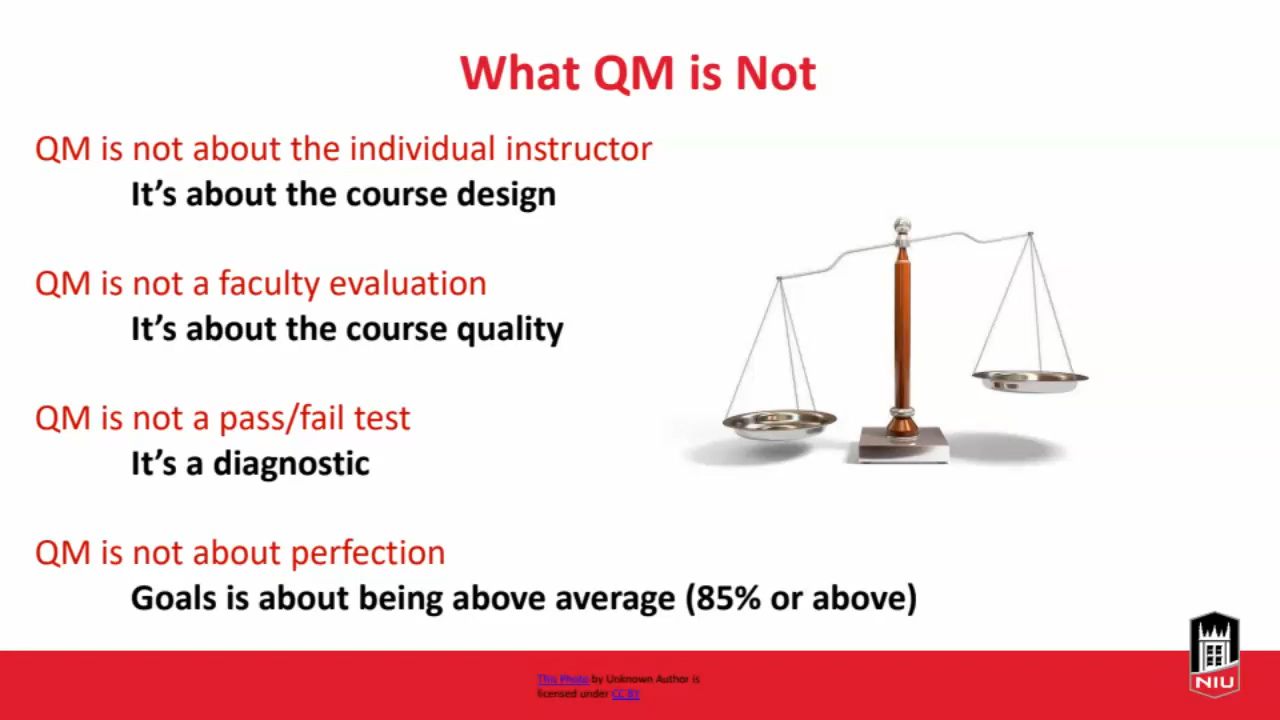 What QM is Not
QM is not about the individual instructor
It’s about the course design
QM is not a faculty evaluation
It’s about the course quality
QM is not a pass/fail test
It’s a diagnostic
QM is not about perfection
Goals is about being above average (85% or above)
This Photo by Unknown Author is
licensed under CC BY
NIU